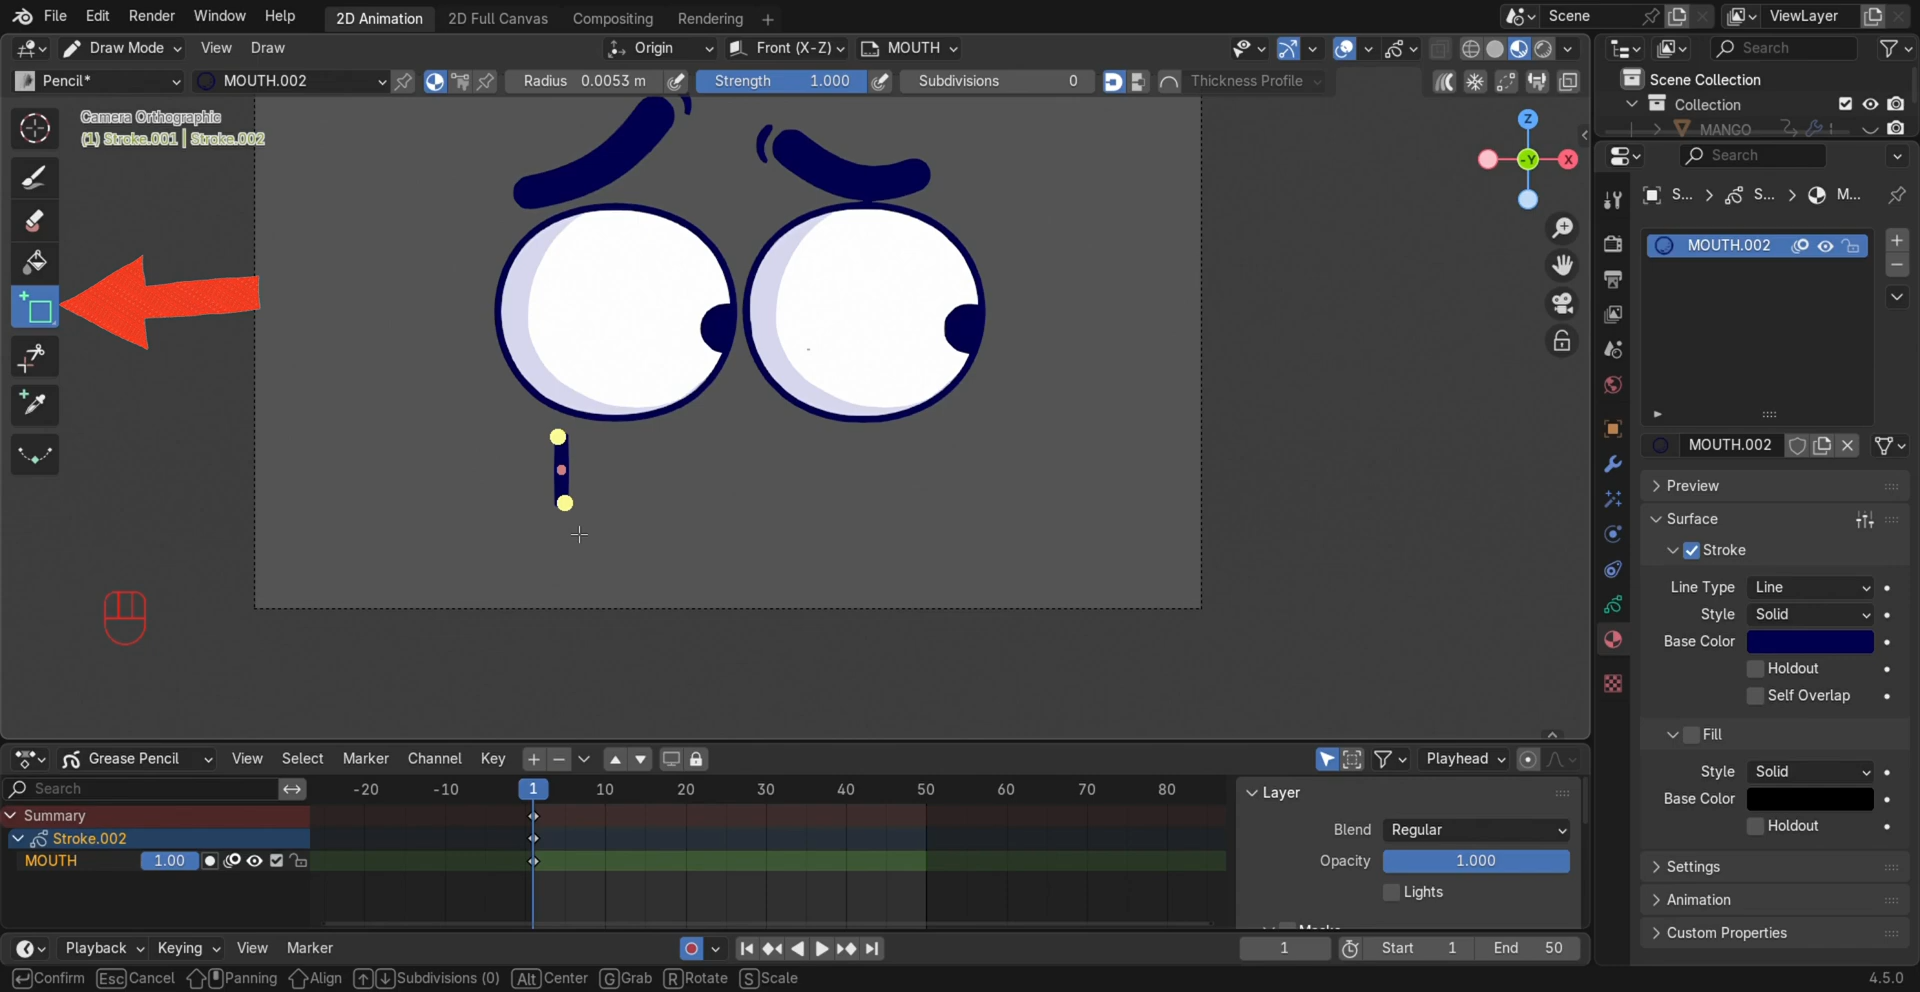 File Edit Render Window Help 2D Animation 2D Full Canvas Compositing Rendering + Scene ViewLayer
Draw Mode View Draw Origin Front (X-Z) MOUTH Search
Pencil* MOUTH.002 Radius 0.0053 m Strength 1.000 Subdivisions 0 Thickness Profile Scene Collection
Collection
MANGO
Camera Orthographic
(1) Stroke.001 | Stroke.002
Z
-Y X
Search
S... S... M...
MOUTH.002
MOUTH.002
Preview
Surface
Stroke
Line Type Line
Style Solid
Base Color
Holdout
Self Overlap
Fill
Style Solid
Base Color
Holdout
Settings
Animation
Custom Properties
Grease Pencil View Select Marker Channel Key Playhead
Search -20 -10 1 10 20 30 40 50 60 70 80
Summary
Stroke.002
MOUTH 1.00
Layer
Blend Regular
Opacity 1.000
Lights
Masks
Playback Keying View Marker 1 Start 1 End 50
Confirm Esc Cancel Panning Align Subdivisions (0) Alt Center G Grab R Rotate S Scale 4.5.0